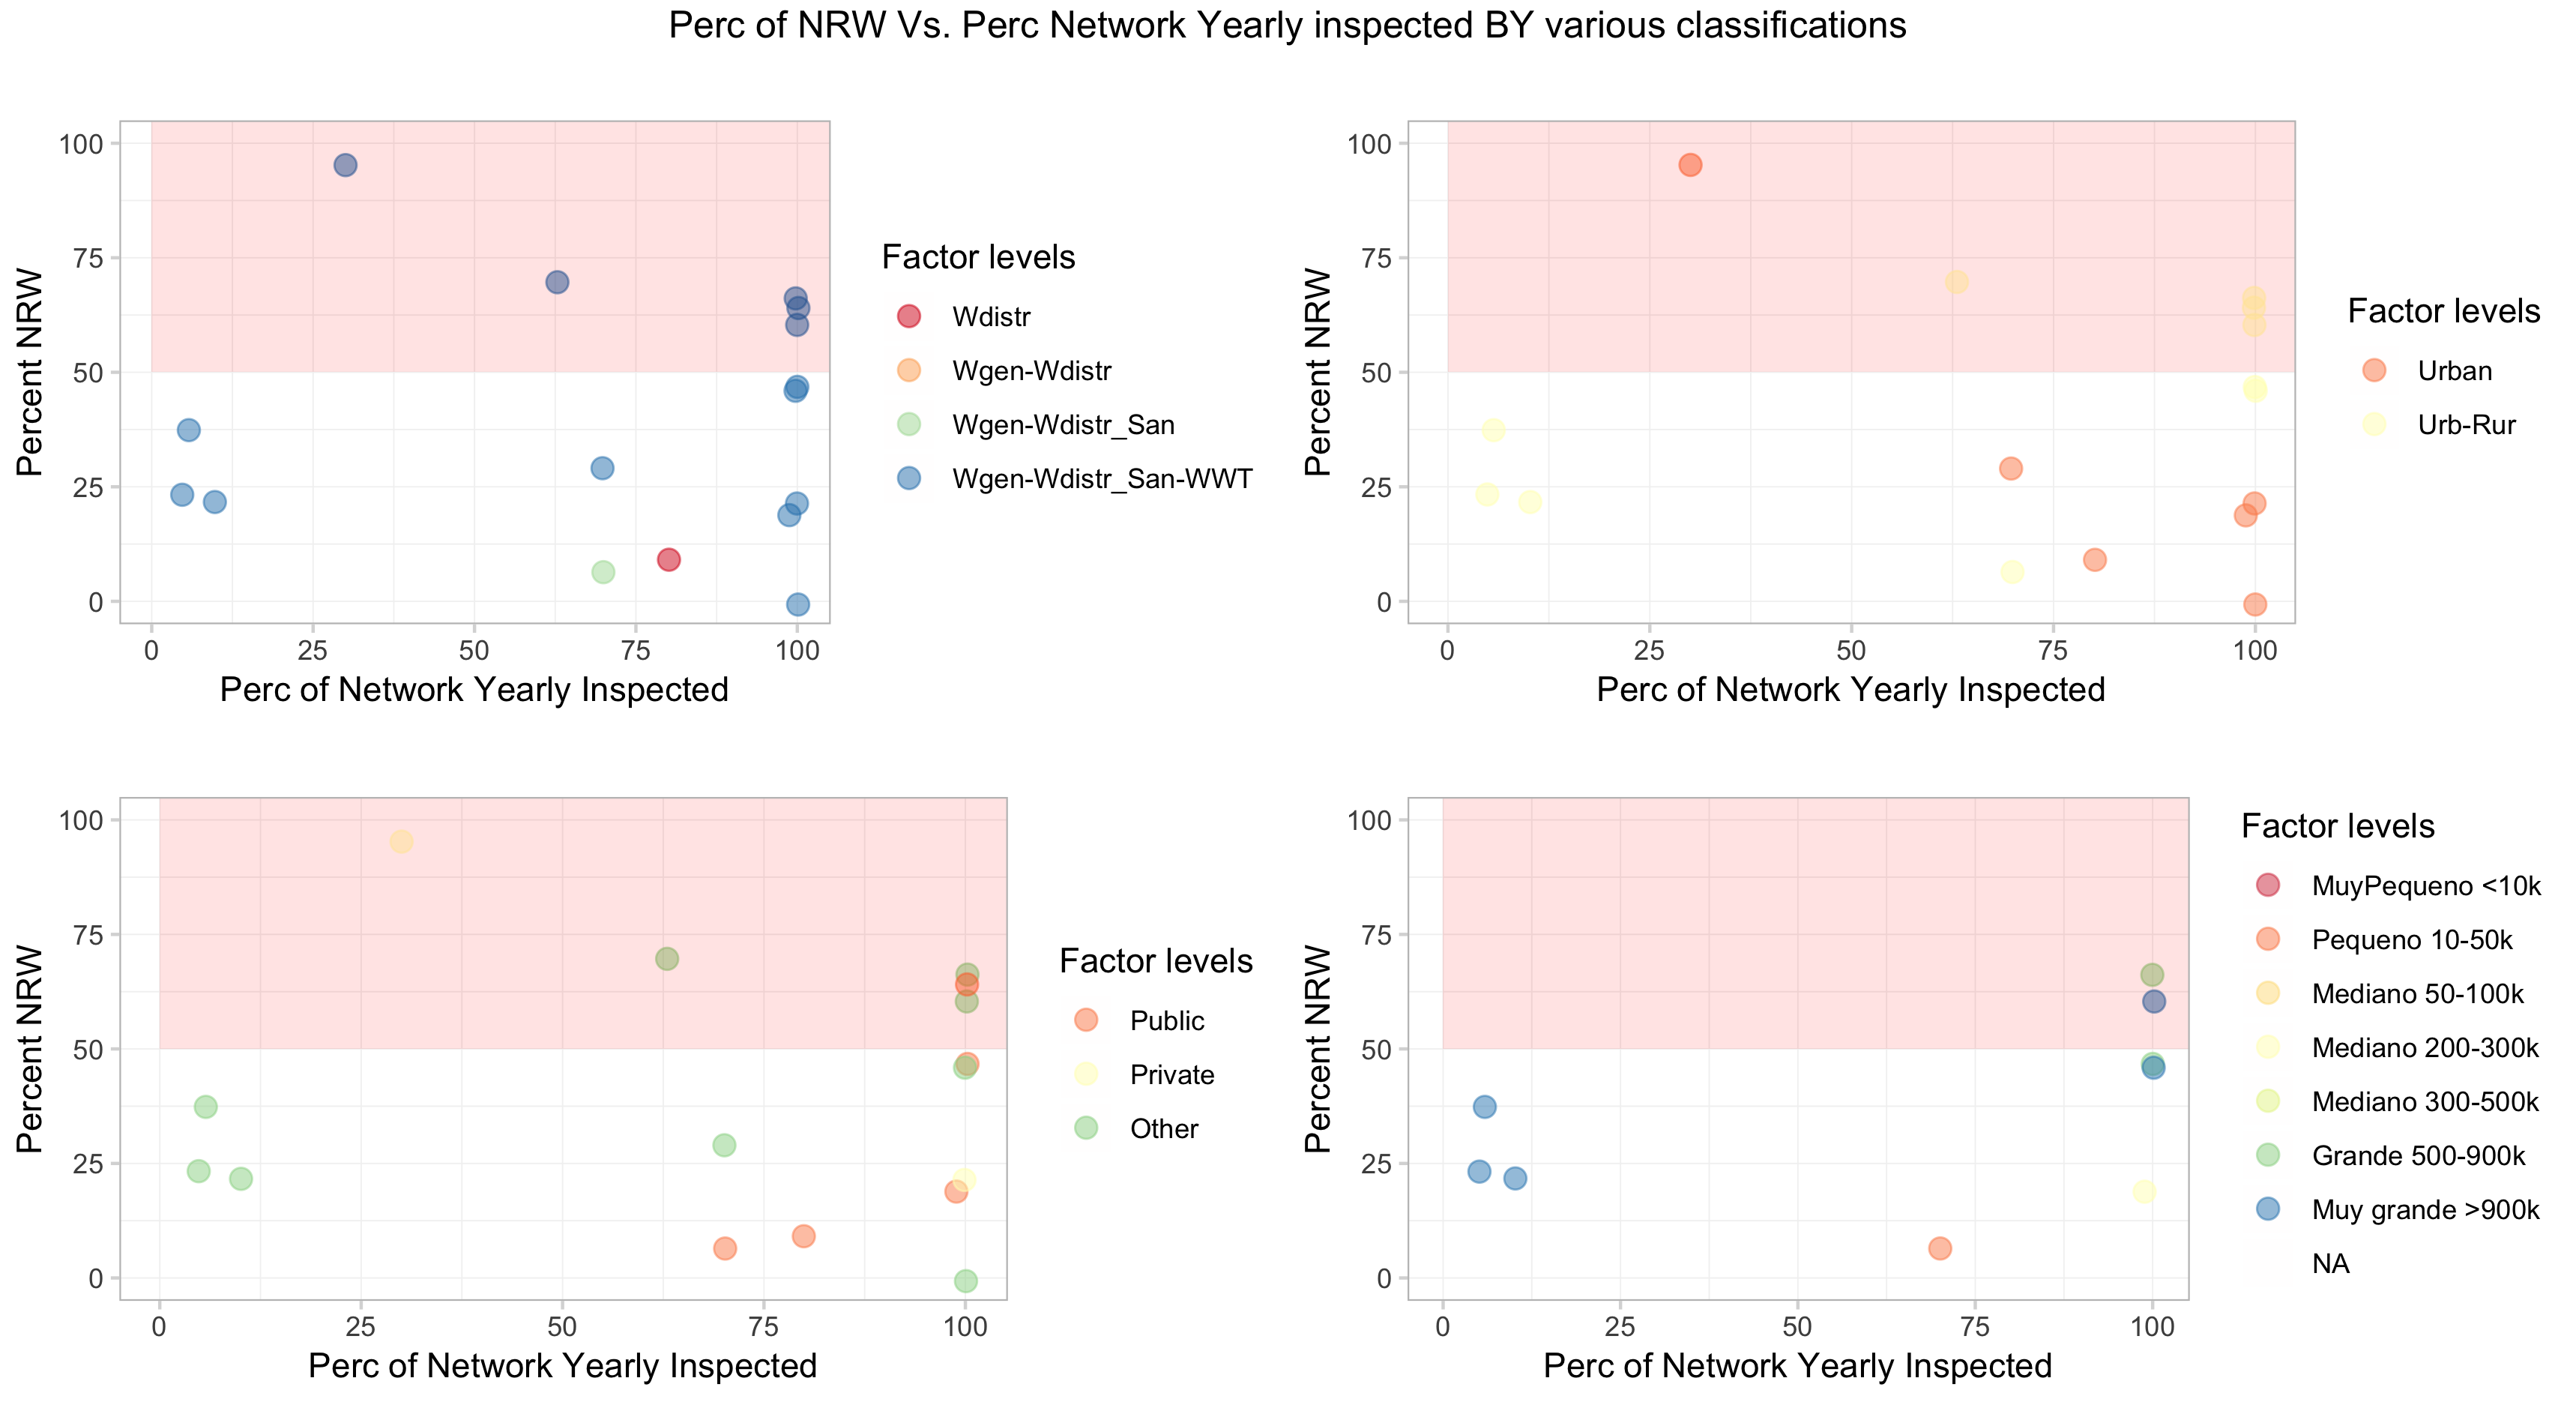 Perc of NRW Vs. Perc Network Yearly inspected BY various classifications
Percent NRW
100
75
50
25
0
0 25 50 75 100
Perc of Network Yearly Inspected
Factor levels
Wdistr
Wgen-Wdistr
Wgen-Wdistr_San
Wgen-Wdistr_San-WWT
Percent NRW
100
75
50
25
0
0 25 50 75 100
Perc of Network Yearly Inspected
Factor levels
Urban
Urb-Rur
Percent NRW
100
75
50
25
0
0 25 50 75 100
Perc of Network Yearly Inspected
Factor levels
Public
Private
Other
Percent NRW
100
75
50
25
0
0 25 50 75 100
Perc of Network Yearly Inspected
Factor levels
MuyPequeno <10k
Pequeno 10-50k
Mediano 50-100k
Mediano 200-300k
Mediano 300-500k
Grande 500-900k
Muy grande >900k
NA